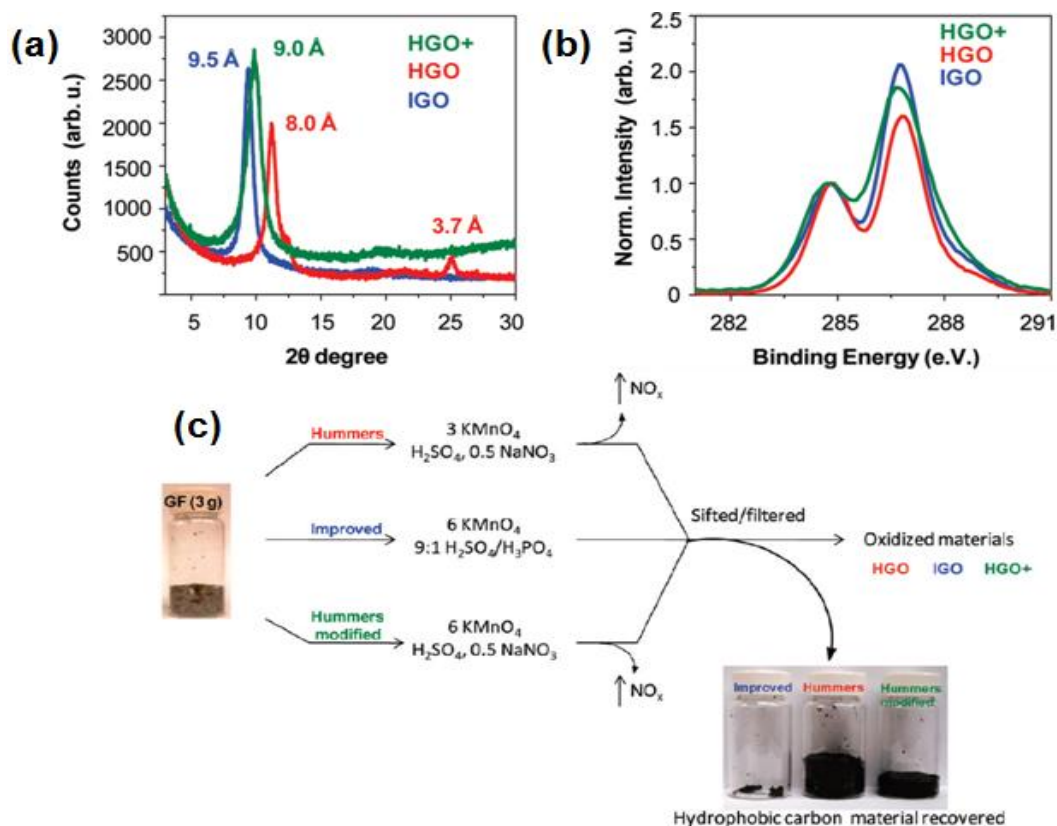 (a)
3000
2500
2000
1500
1000
500
Counts (arb. u.)
9.5 Å
9.0 Å
8.0 Å
3.7 Å
HGO+
HGO
IGO
5 10 15 20 25 30
2θ degree
(b)
2.5
2.0
1.5
1.0
0.5
0
Norm. Intensity (arb. u.)
HGO+
HGO
IGO
282 285 288 291
Binding Energy (e.V.)
(c)
GF (3 g)
Hummers
3 KMnO₄
H₂SO₄, 0.5 NaNO₃
↑ NOₓ
Improved
6 KMnO₄
9:1 H₂SO₄/H₃PO₄
Hummers
modified
6 KMnO₄
H₂SO₄, 0.5 NaNO₃
↑ NOₓ
Sifted/filtered
Oxidized materials
HGO IGO HGO+
Improved
Hummers
Hummers
modified
Hydrophobic carbon material recovered